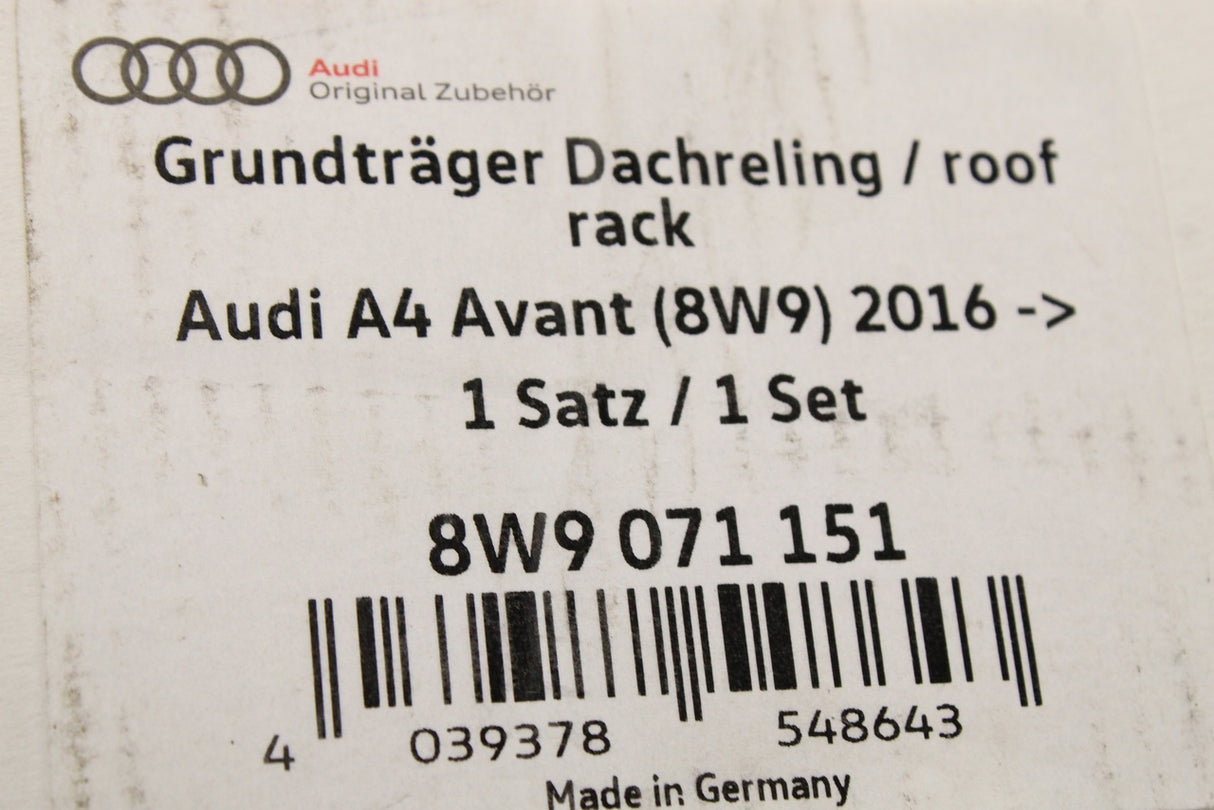 Audi
Original Zubehör
Grundträger Dachreling / roof
rack
Audi A4 Avant (8W9) 2016 ->
1 Satz / 1 Set
8W9 071 151
4 039378 548643
Made in Germany